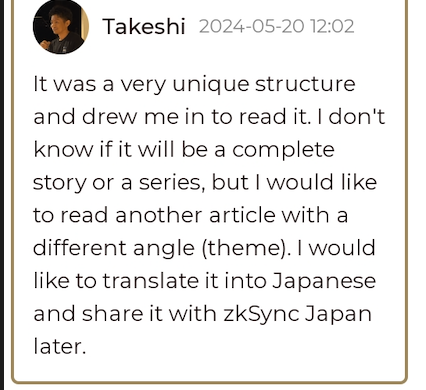 Takeshi 2024-05-20 12:02
It was a very unique structure
and drew me in to read it. I don't
know if it will be a complete
story or a series, but I would like
to read another article with a
different angle (theme). I would
like to translate it into Japanese
and share it with zkSync Japan
later.